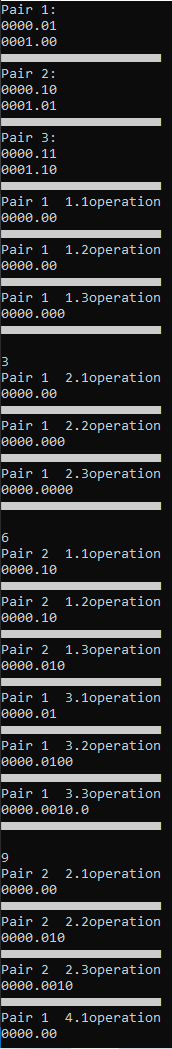 Pair 1:
0000.01
0001.00
Pair 2:
0000.10
0001.01
Pair 3:
0000.11
0001.10
Pair 1  1.1operation
0000.00
Pair 1  1.2operation
0000.00
Pair 1  1.3operation
0000.000
3
Pair 1  2.1operation
0000.00
Pair 1  2.2operation
0000.000
Pair 1  2.3operation
0000.0000
6
Pair 2  1.1operation
0000.10
Pair 2  1.2operation
0000.10
Pair 2  1.3operation
0000.010
Pair 1  3.1operation
0000.01
Pair 1  3.2operation
0000.0100
Pair 1  3.3operation
0000.0010.0
9
Pair 2  2.1operation
0000.00
Pair 2  2.2operation
0000.010
Pair 2  2.3operation
0000.0010
Pair 1  4.1operation
0000.00